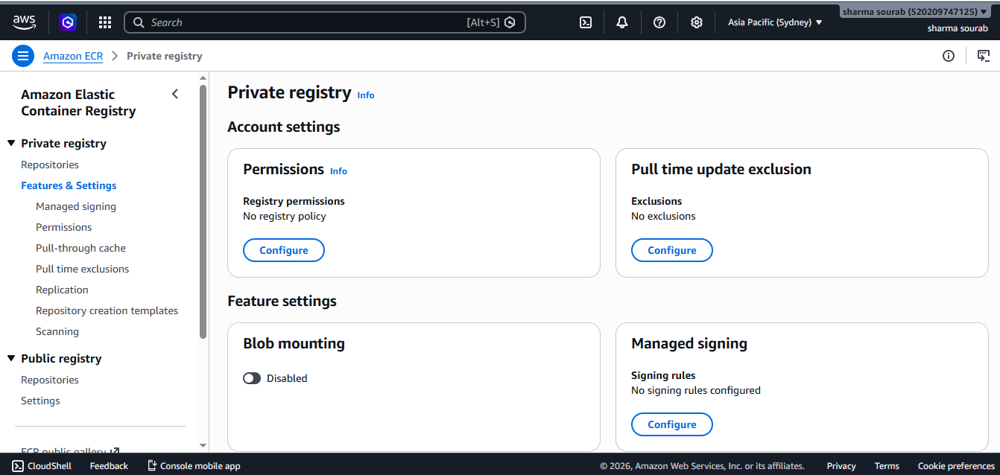 aws
Search
[Alt+S]
Asia Pacific (Sydney)
sharma sourab (520209747125)
sharma sourab
Amazon ECR
Private registry
Amazon Elastic
Container Registry
Private registry
Repositories
Features & Settings
Managed signing
Permissions
Pull-through cache
Pull time exclusions
Replication
Repository creation templates
Scanning
Public registry
Repositories
Settings
ECR public gallery
Private registry Info
Account settings
Permissions Info
Registry permissions
No registry policy
Configure
Pull time update exclusion
Exclusions
No exclusions
Configure
Feature settings
Blob mounting
Disabled
Managed signing
Signing rules
No signing rules configured
Configure
CloudShell
Feedback
Console mobile app
© 2026, Amazon Web Services, Inc. or its affiliates.
Privacy
Terms
Cookie preferences